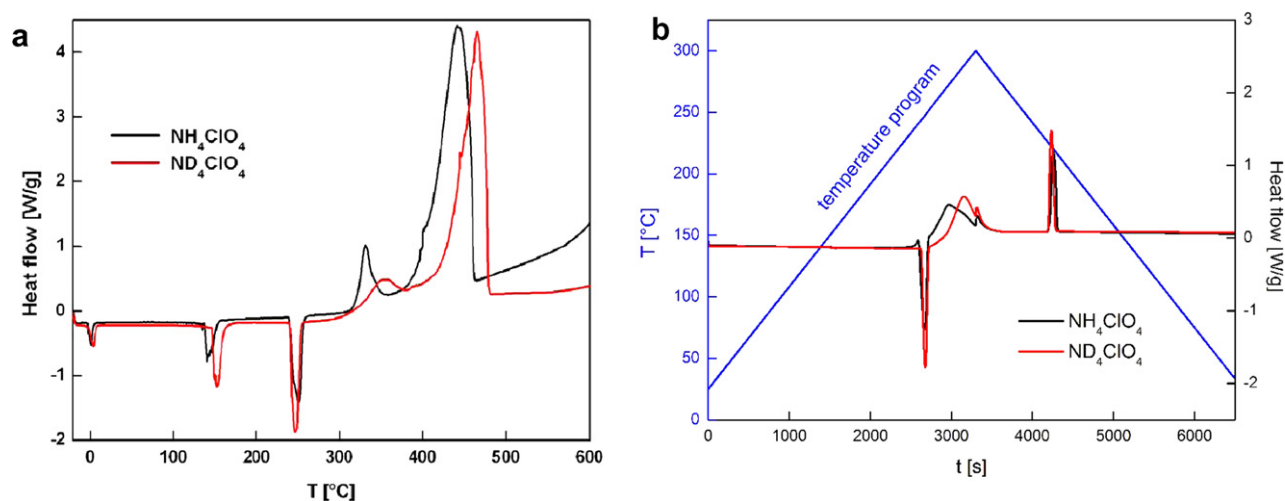 a
Heat flow [W/g]
4
3
2
1
0
-1
-2
NH₄ClO₄
ND₄ClO₄
0 100 200 300 400 500 600
T [°C]
b
T [°C]
300
250
200
150
100
50
0
temperature program
NH₄ClO₄
ND₄ClO₄
3
2
1
0
-1
-2
Heat flow [W/g]
0 1000 2000 3000 4000 5000 6000
t [s]